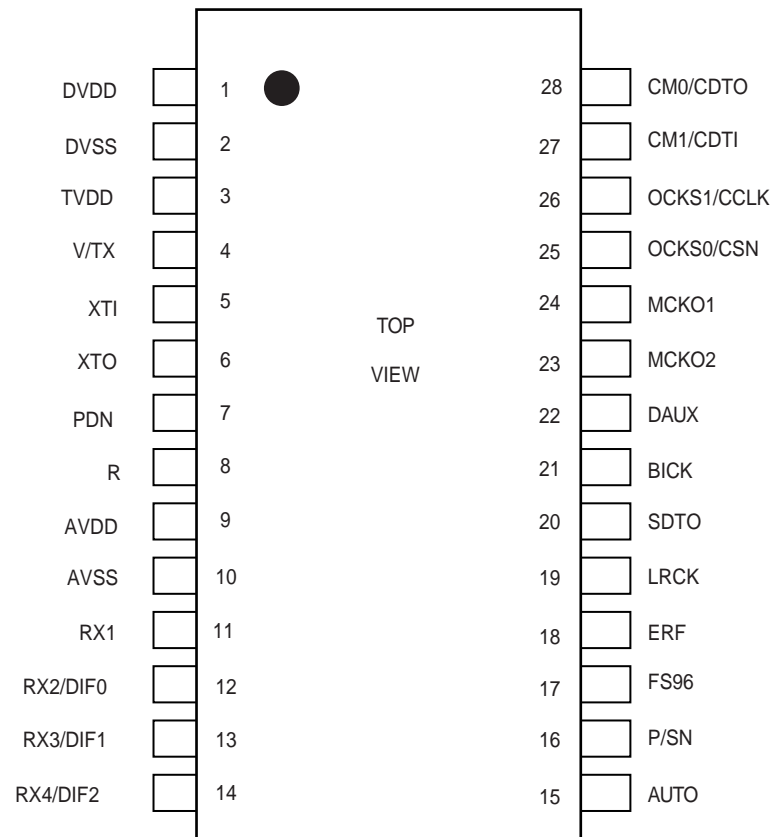 DVDD 1 28 CM0/CDTO
DVSS 2 27 CM1/CDTI
TVDD 3 26 OCKS1/CCLK
V/TX 4 25 OCKS0/CSN
XTI 5 24 MCKO1
TOP
XTO 6 23 MCKO2
VIEW
PDN 7 22 DAUX
R 8 21 BICK
AVDD 9 20 SDTO
AVSS 10 19 LRCK
RX1 11 18 ERF
RX2/DIF0 12 17 FS96
RX3/DIF1 13 16 P/SN
RX4/DIF2 14 15 AUTO